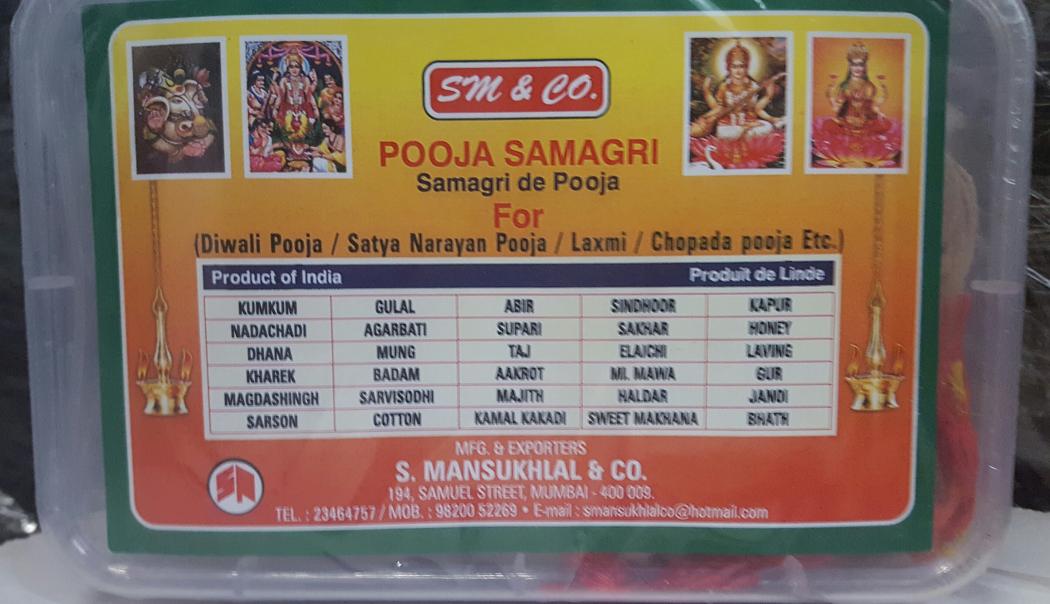 SM & CO.
POOJA SAMAGRI
Samagri de Pooja
For
(Diwali Pooja / Satya Narayan Pooja / Laxmi / Chopada pooja Etc.)
Product of India Produit de Linde
KUMKUM GULAL ABIR SINDHOOR KAPUR
NADACHADI AGARBATI SUPARI SAKHAR HONEY
DHANA MUNG TAJ ELAICHI LAVING
KHAREK BADAM AAKROT MI. MAWA GUR
MAGDASHINGH SARVISODHI MAJITH HALDAR JANOI
SARSON COTTON KAMAL KAKADI SWEET MAKHANA BHATH
MFG. & EXPORTERS
S. MANSUKHLAL & CO.
194, SAMUEL STREET, MUMBAI - 400 009.
TEL. : 23464757 / MOB. : 98200 52269 • E-mail : smansukhlalco@hotmail.com